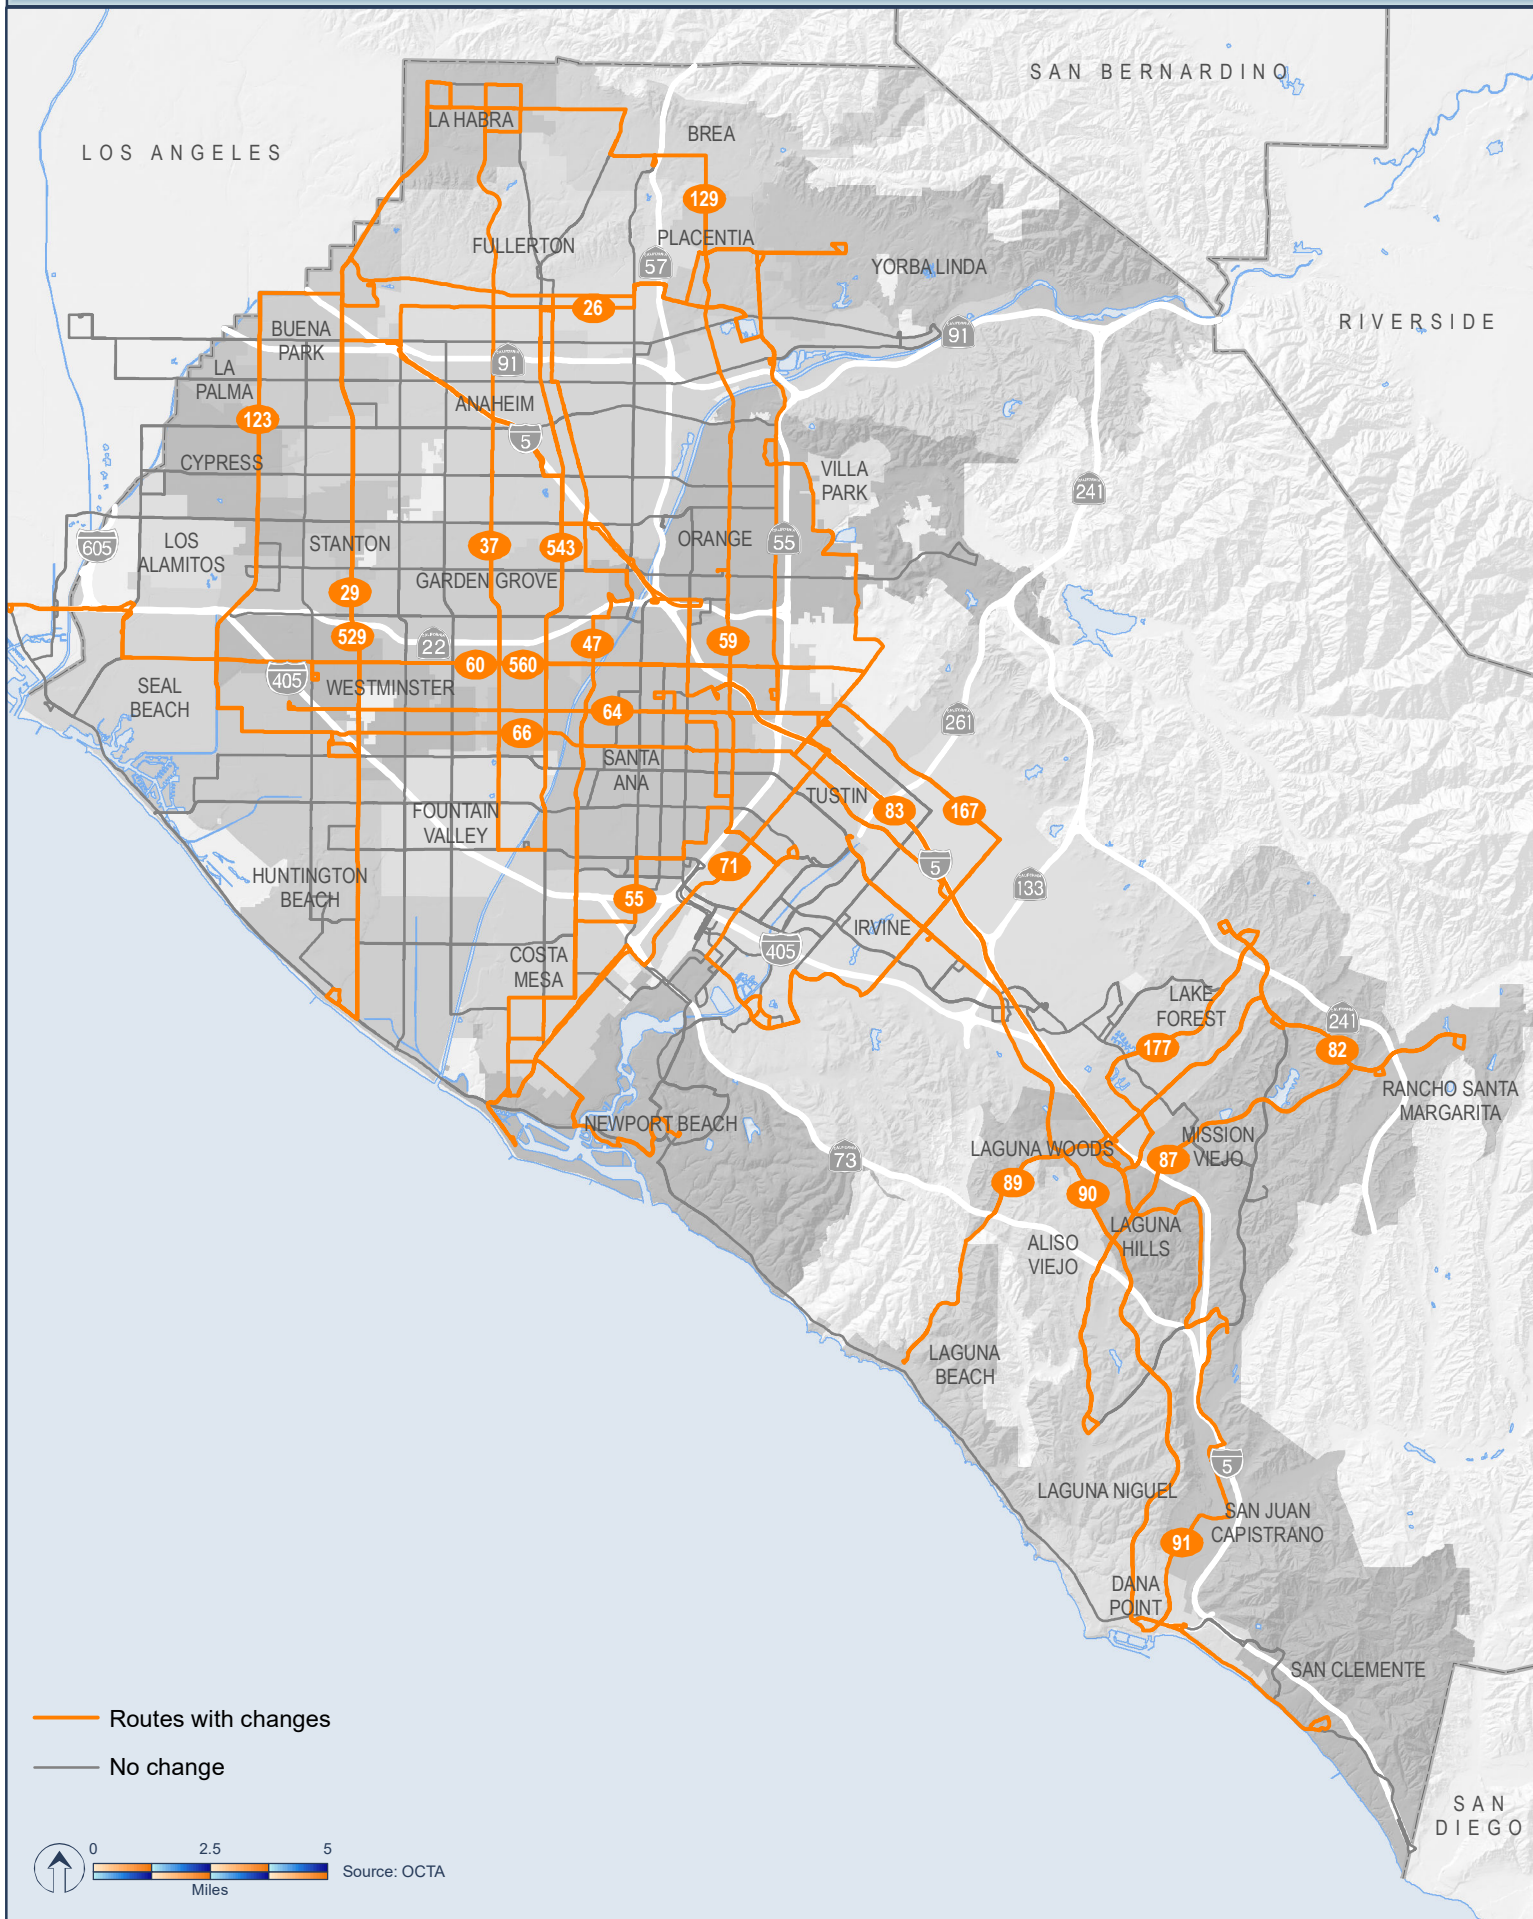 SAN BERNARDINO
LOS ANGELES
LA HABRA
BREA
129
FULLERTON
PLACENTIA
57
YORBA LINDA
26
RIVERSIDE
BUENA
PARK
91
91
LA
PALMA
123
ANAHEIM
5
CYPRESS
VILLA
PARK
241
605
LOS
ALAMITOS
STANTON
37
543
ORANGE
55
GARDEN GROVE
29
529
22
47
59
60
560
405
WESTMINSTER
SEAL
BEACH
64
66
261
SANTA
ANA
TUSTIN
83
167
FOUNTAIN
VALLEY
71
5
HUNTINGTON
BEACH
133
55
IRVINE
405
COSTA
MESA
LAKE
FOREST
241
177
82
RANCHO SANTA
MARGARITA
NEWPORT BEACH
73
LAGUNA WOODS
MISSION
VIEJO
87
89
90
LAGUNA
HILLS
ALISO
VIEJO
LAGUNA
BEACH
5
LAGUNA NIGUEL
SAN JUAN
CAPISTRANO
91
DANA
POINT
SAN CLEMENTE
Routes with changes
No change
SAN
DIEGO
0 2.5 5
Miles
Source: OCTA